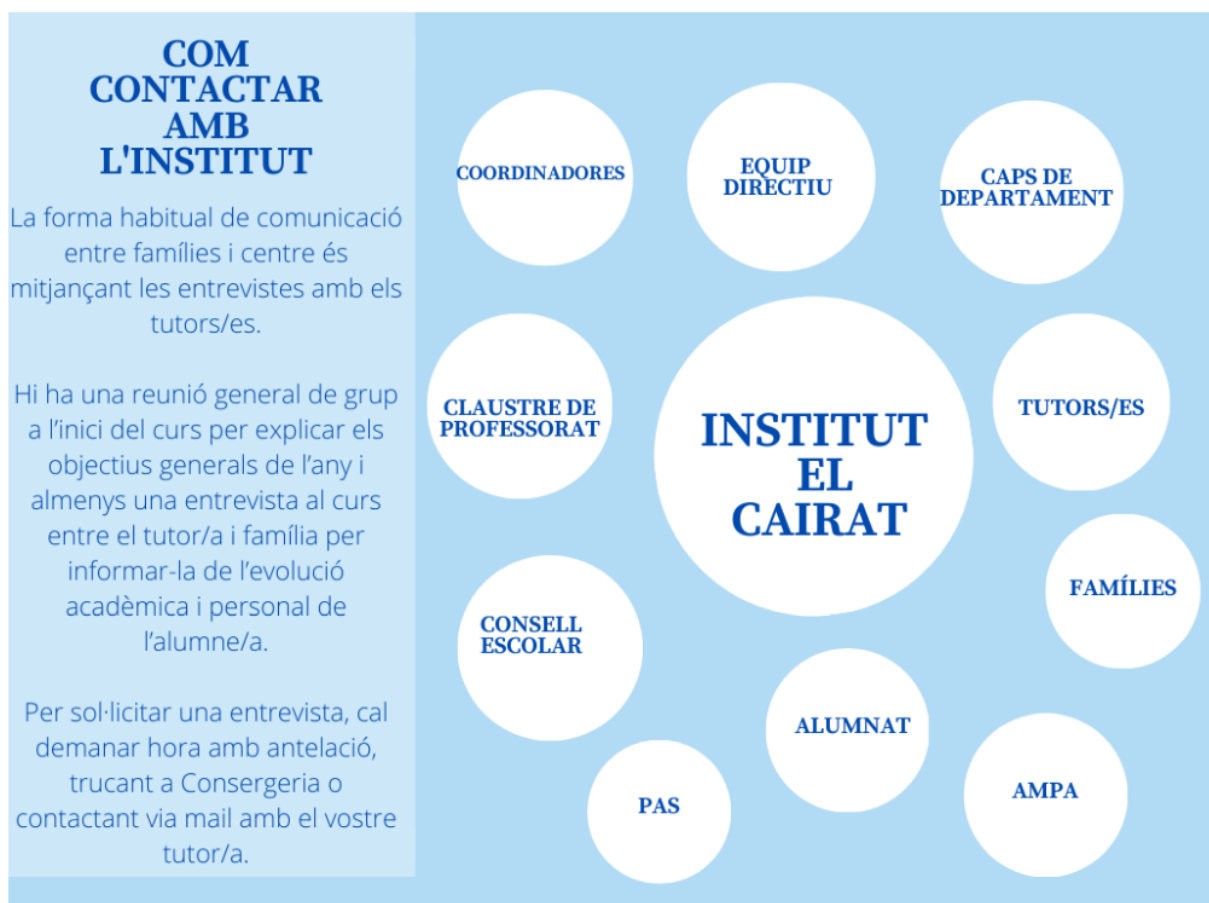 COM
CONTACTAR
AMB
L'INSTITUT
La forma habitual de comunicació
entre famílies i centre és
mitjançant les entrevistes amb els
tutors/es.
Hi ha una reunió general de grup
a l’inici del curs per explicar els
objectius generals de l’any i
almenys una entrevista al curs
entre el tutor/a i família per
informar-la de l’evolució
acadèmica i personal de
l’alumne/a.
Per sol·licitar una entrevista, cal
demanar hora amb antelació,
trucant a Consergeria o
contactant via mail amb el vostre
tutor/a.
COORDINADORES
EQUIP
DIRECTIU
CAPS DE
DEPARTAMENT
CLAUSTRE DE
PROFESSORAT
INSTITUT
EL
CAIRAT
TUTORS/ES
FAMÍLIES
CONSELL
ESCOLAR
ALUMNAT
PAS
AMPA